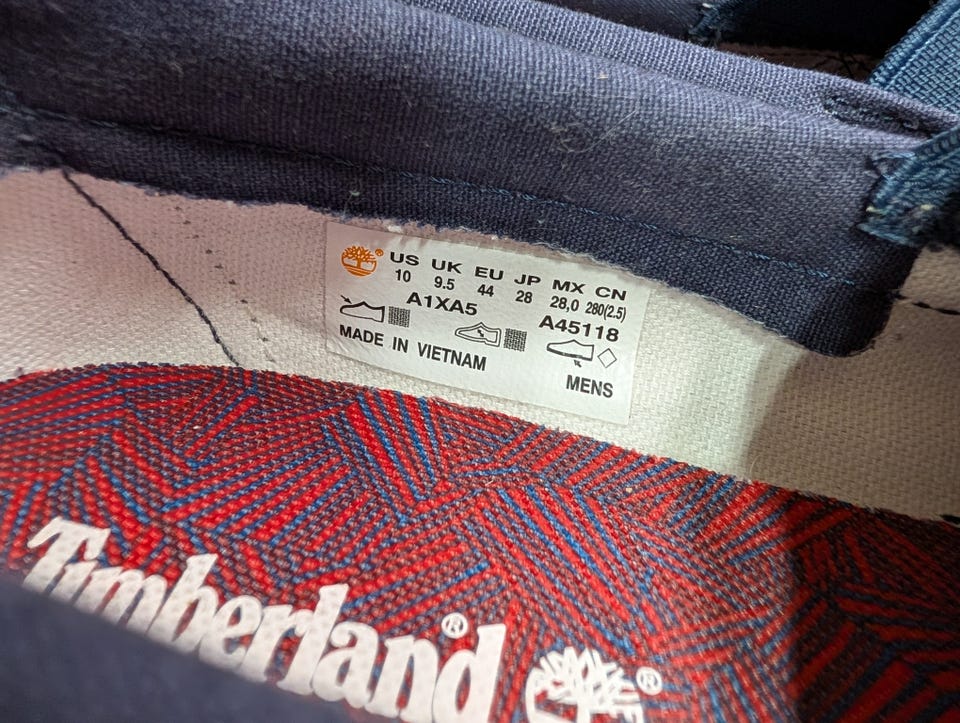 US UK EU JP MX CN
10 9.5 44 28 28,0 280(2.5)
A1XA5 A45118
MADE IN VIETNAM
MENS
Timberland®